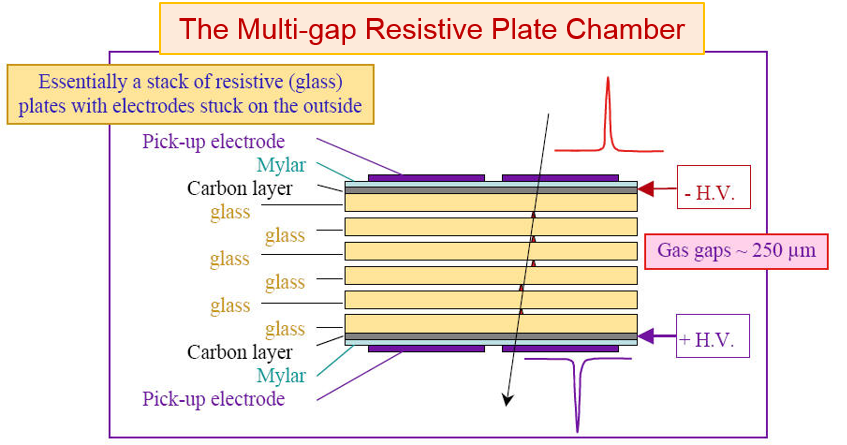 The Multi-gap Resistive Plate Chamber
Essentially a stack of resistive (glass)
plates with electrodes stuck on the outside
Pick-up electrode
Mylar
Carbon layer
- H.V.
glass
glass
Gas gaps ~ 250 µm
glass
glass
glass
glass
+ H.V.
Carbon layer
Mylar
Pick-up electrode